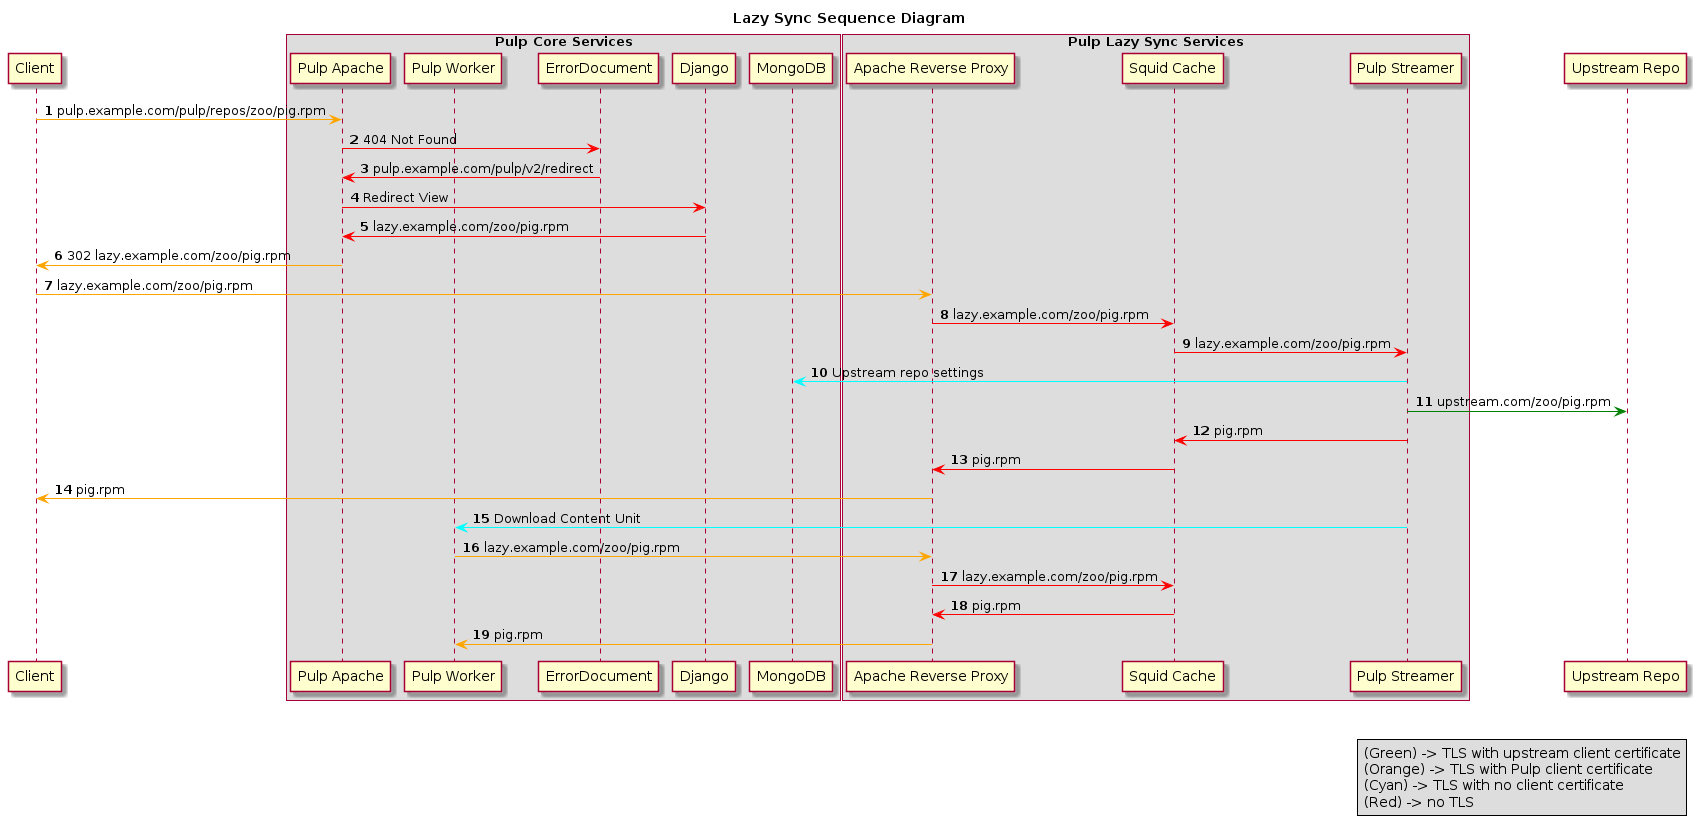 Lazy Sync Sequence Diagram
Pulp Core Services
Pulp Lazy Sync Services
Client
Pulp Apache
Pulp Worker
ErrorDocument
Django
MongoDB
Apache Reverse Proxy
Squid Cache
Pulp Streamer
Upstream Repo
1 pulp.example.com/pulp/repos/zoo/pig.rpm
2 404 Not Found
3 pulp.example.com/pulp/v2/redirect
4 Redirect View
5 lazy.example.com/zoo/pig.rpm
6 302 lazy.example.com/zoo/pig.rpm
7 lazy.example.com/zoo/pig.rpm
8 lazy.example.com/zoo/pig.rpm
9 lazy.example.com/zoo/pig.rpm
10 Upstream repo settings
11 upstream.com/zoo/pig.rpm
12 pig.rpm
13 pig.rpm
14 pig.rpm
15 Download Content Unit
16 lazy.example.com/zoo/pig.rpm
17 lazy.example.com/zoo/pig.rpm
18 pig.rpm
19 pig.rpm
Client
Pulp Apache
Pulp Worker
ErrorDocument
Django
MongoDB
Apache Reverse Proxy
Squid Cache
Pulp Streamer
Upstream Repo
(Green) -> TLS with upstream client certificate
(Orange) -> TLS with Pulp client certificate
(Cyan) -> TLS with no client certificate
(Red) -> no TLS